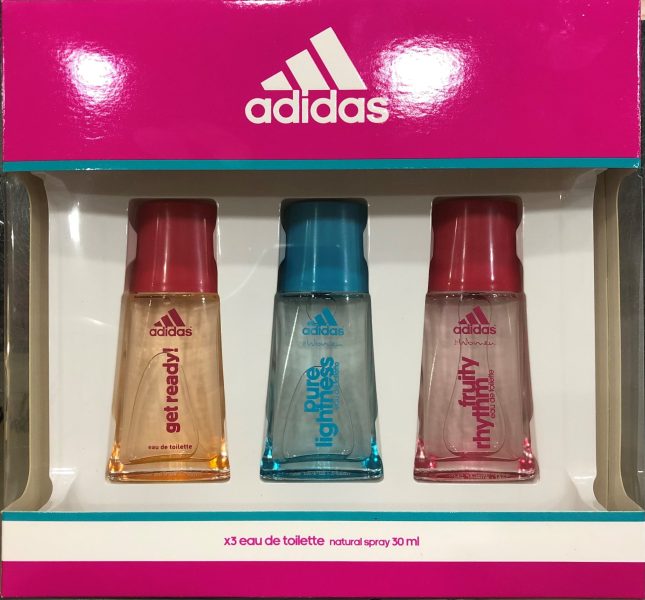 adidas
adidas
get ready!
eau de toilette
adidas
pure
lightness
adidas
fruity
rhythm
eau de toilette
x3 eau de toilette natural spray 30 ml